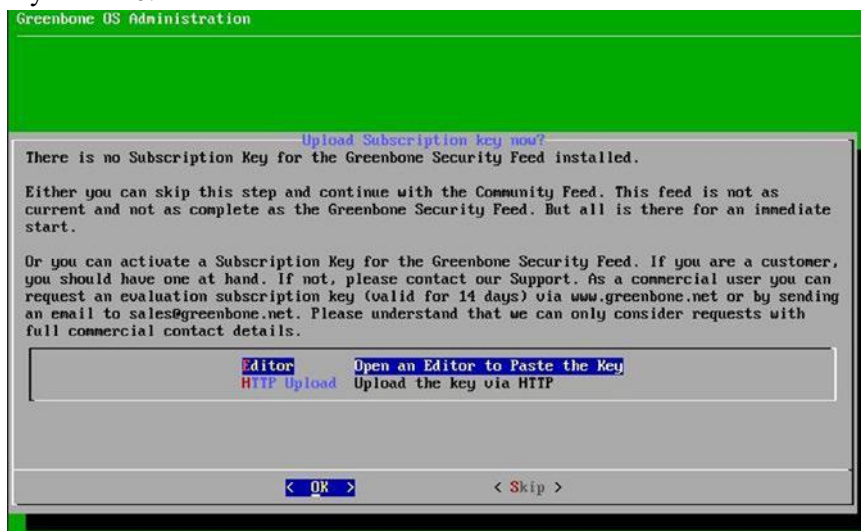 Greenbone OS Administration
Upload Subscription key now?
There is no Subscription Key for the Greenbone Security Feed installed.
Either you can skip this step and continue with the Community Feed. This feed is not as
current and not as complete as the Greenbone Security Feed. But all is there for an immediate
start.
Or you can activate a Subscription Key for the Greenbone Security Feed. If you are a customer,
you should have one at hand. If not, please contact our Support. As a commercial user you can
request an evaluation subscription key (valid for 14 days) via www.greenbone.net or by sending
an email to sales@greenbone.net. Please understand that we can only consider requests with
full commercial contact details.
Editor Open an Editor to Paste the Key
HTTP Upload Upload the key via HTTP
< OK > < Skip >